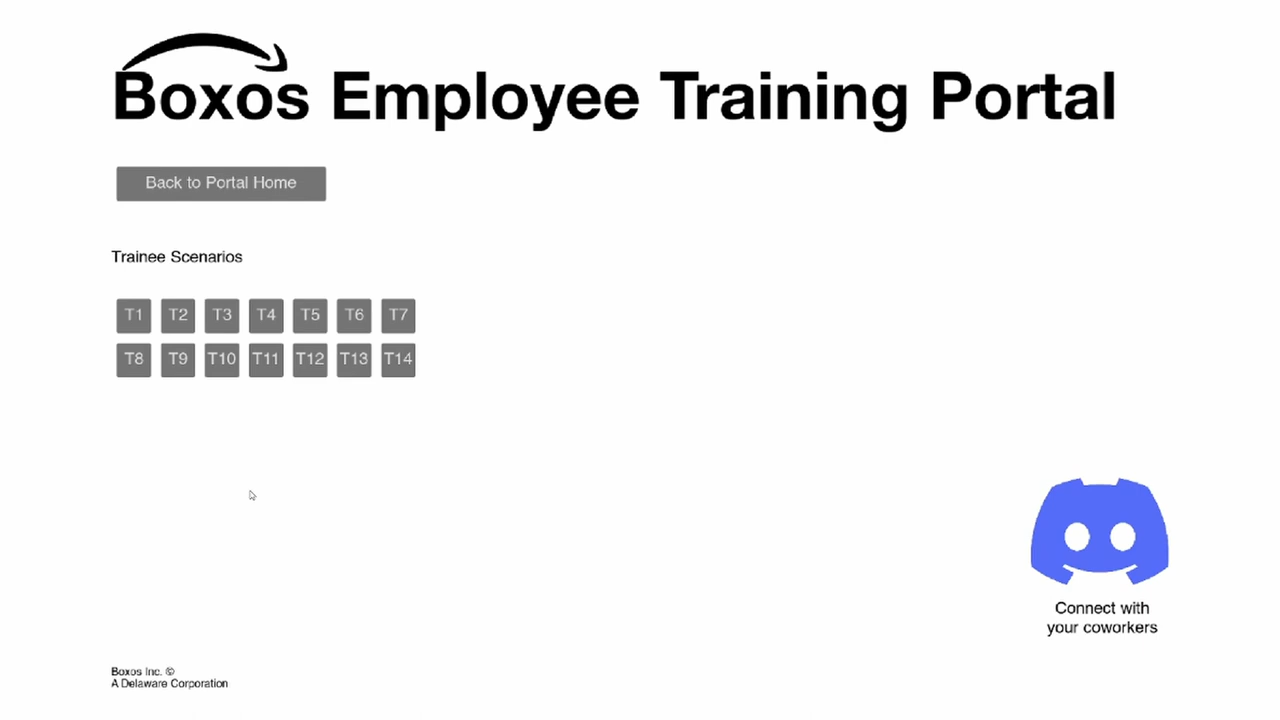 Boxos Employee Training Portal
Back to Portal Home
Trainee Scenarios
T1 T2 T3 T4 T5 T6 T7
T8 T9 T10 T11 T12 T13 T14
Connect with
your coworkers
Boxos Inc. ©
A Delaware Corporation